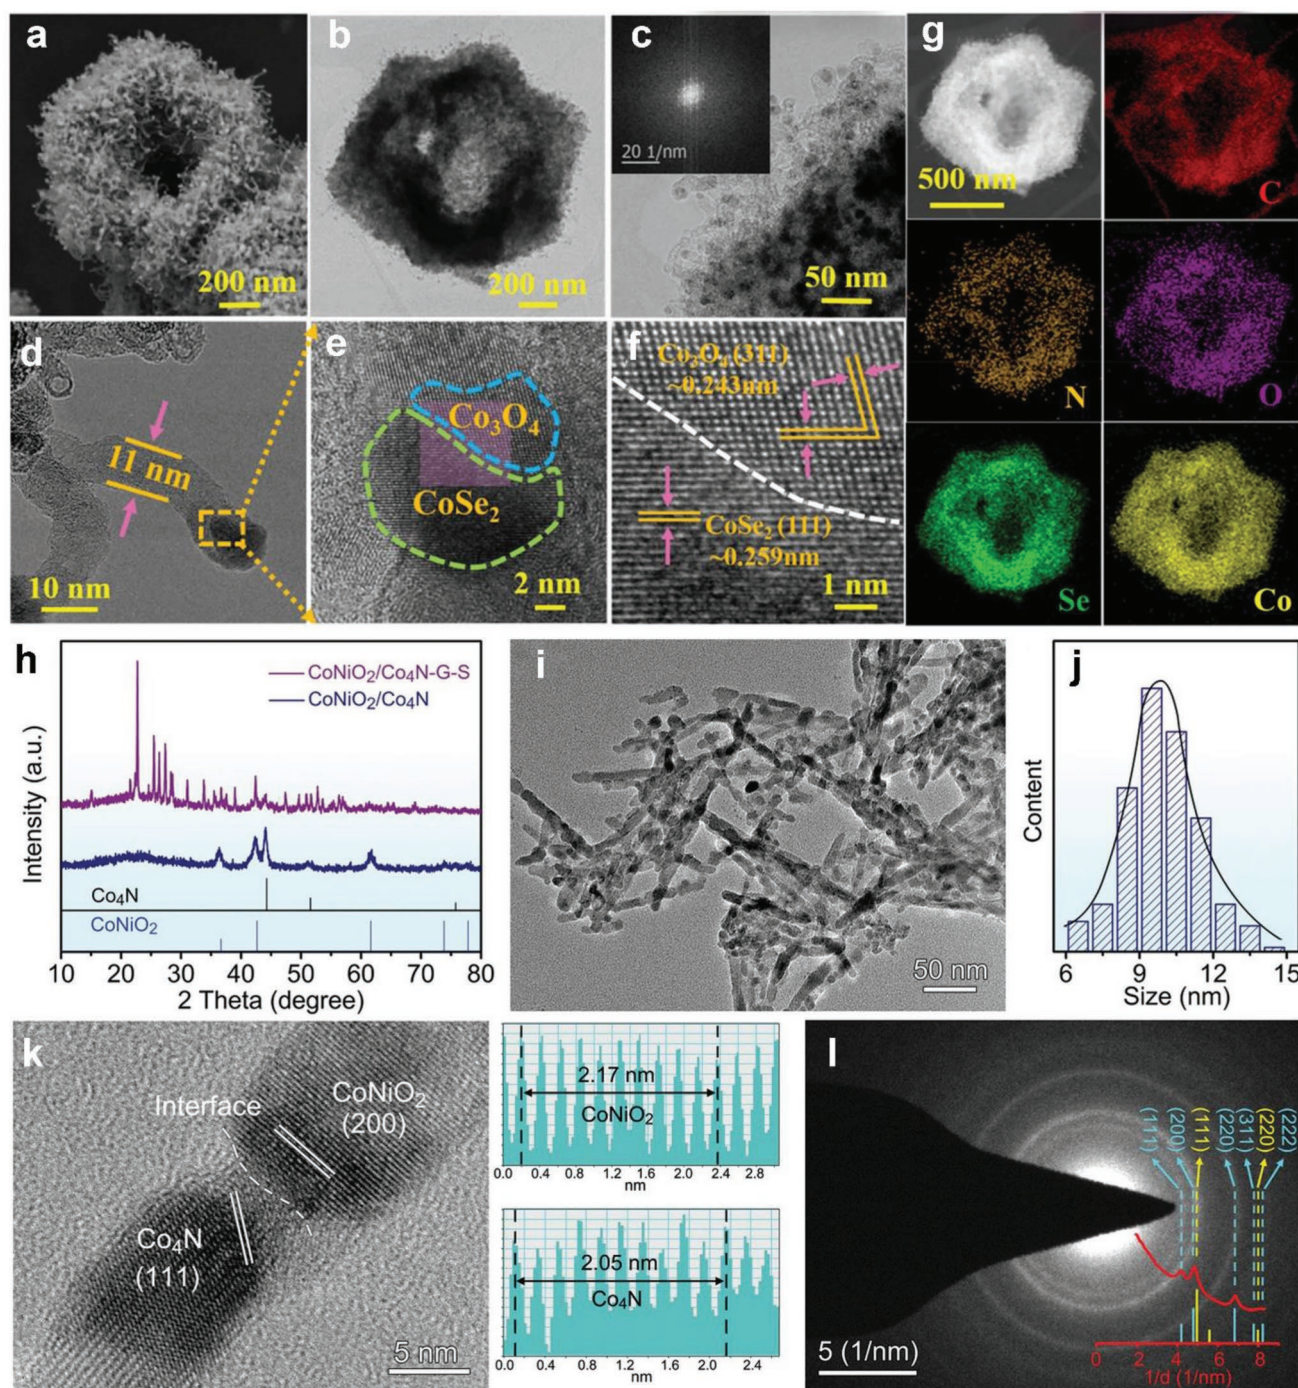 a
200 nm
b
200 nm
c
20 1/nm
50 nm
g
500 nm
C
N
O
Se
Co
d
11 nm
10 nm
e
Co₃O₄
CoSe₂
2 nm
f
Co₃O₄ (311)
~0.243nm
CoSe₂ (111)
~0.259nm
1 nm
h
CoNiO₂/Co₄N-G-S
CoNiO₂/Co₄N
Intensity (a.u.)
Co₄N
CoNiO₂
10 20 30 40 50 60 70 80
2 Theta (degree)
i
50 nm
j
Content
6 9 12 15
Size (nm)
k
Interface
CoNiO₂
(200)
Co₄N
(111)
5 nm
2.17 nm
CoNiO₂
0.0 0.4 0.8 1.2 1.6 2.0 2.4 2.8
nm
2.05 nm
Co₄N
0.0 0.4 0.8 1.2 1.6 2.0 2.4
nm
l
(111)
(200)
(111)
(220)
(311)
(220)
(222)
5 (1/nm)
0 2 4 6 8
1/d (1/nm)